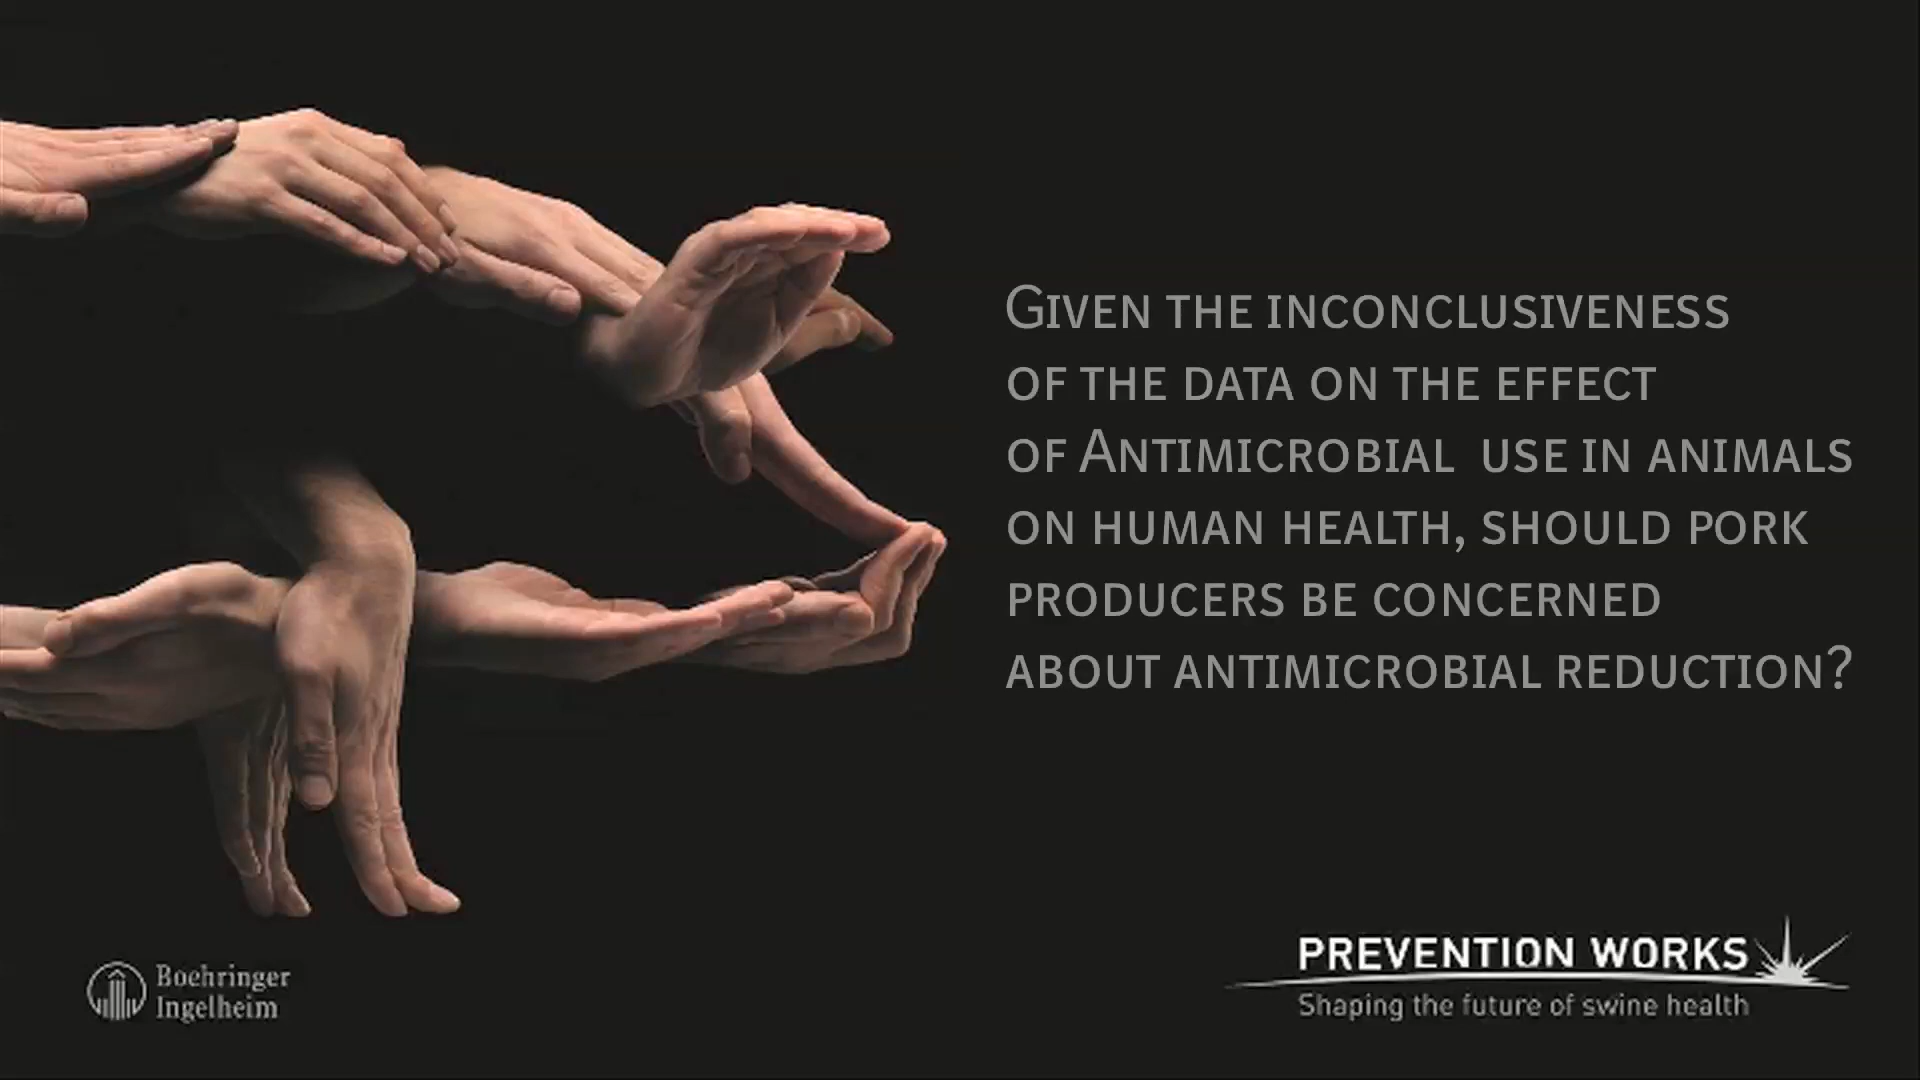 Given the inconclusiveness
of the data on the effect
of Antimicrobial use in animals
on human health, should pork
producers be concerned
about antimicrobial reduction?
PREVENTION WORKS
Shaping the future of swine health
Boehringer
Ingelheim